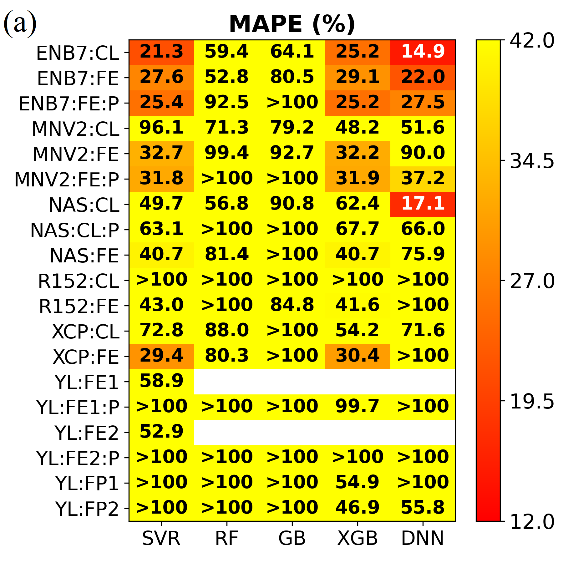 (a) MAPE (%)
ENB7:CL 21.3 59.4 64.1 25.2 14.9
ENB7:FE 27.6 52.8 80.5 29.1 22.0
ENB7:FE:P 25.4 92.5 >100 25.2 27.5
MNV2:CL 96.1 71.3 79.2 48.2 51.6
MNV2:FE 32.7 99.4 92.7 32.2 90.0
MNV2:FE:P 31.8 >100 >100 31.9 37.2
NAS:CL 49.7 56.8 90.8 62.4 17.1
NAS:CL:P 63.1 >100 >100 67.7 66.0
NAS:FE 40.7 81.4 >100 40.7 75.9
R152:CL >100 >100 >100 >100 >100
R152:FE 43.0 >100 84.8 41.6 >100
XCP:CL 72.8 88.0 >100 54.2 71.6
XCP:FE 29.4 80.3 >100 30.4 >100
YL:FE1 58.9
YL:FE1:P >100 >100 >100 99.7 >100
YL:FE2 52.9
YL:FE2:P >100 >100 >100 >100 >100
YL:FP1 >100 >100 >100 54.9 >100
YL:FP2 >100 >100 >100 46.9 55.8
SVR RF GB XGB DNN
42.0
34.5
27.0
19.5
12.0